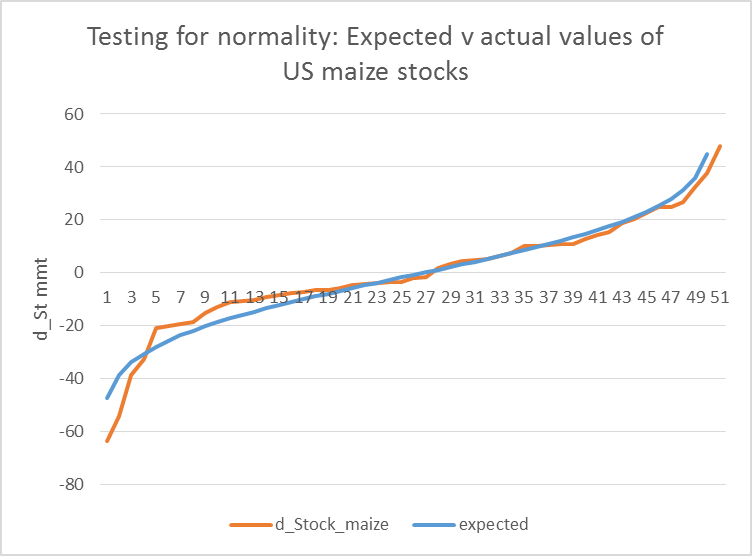 Testing for normality: Expected v actual values of
US maize stocks
60
40
20
0
-20
-40
-60
-80
d_St mmt
1 3 5 7 9 11 13 15 17 19 21 23 25 27 29 31 33 35 37 39 41 43 45 47 49 51
d_Stock_maize expected